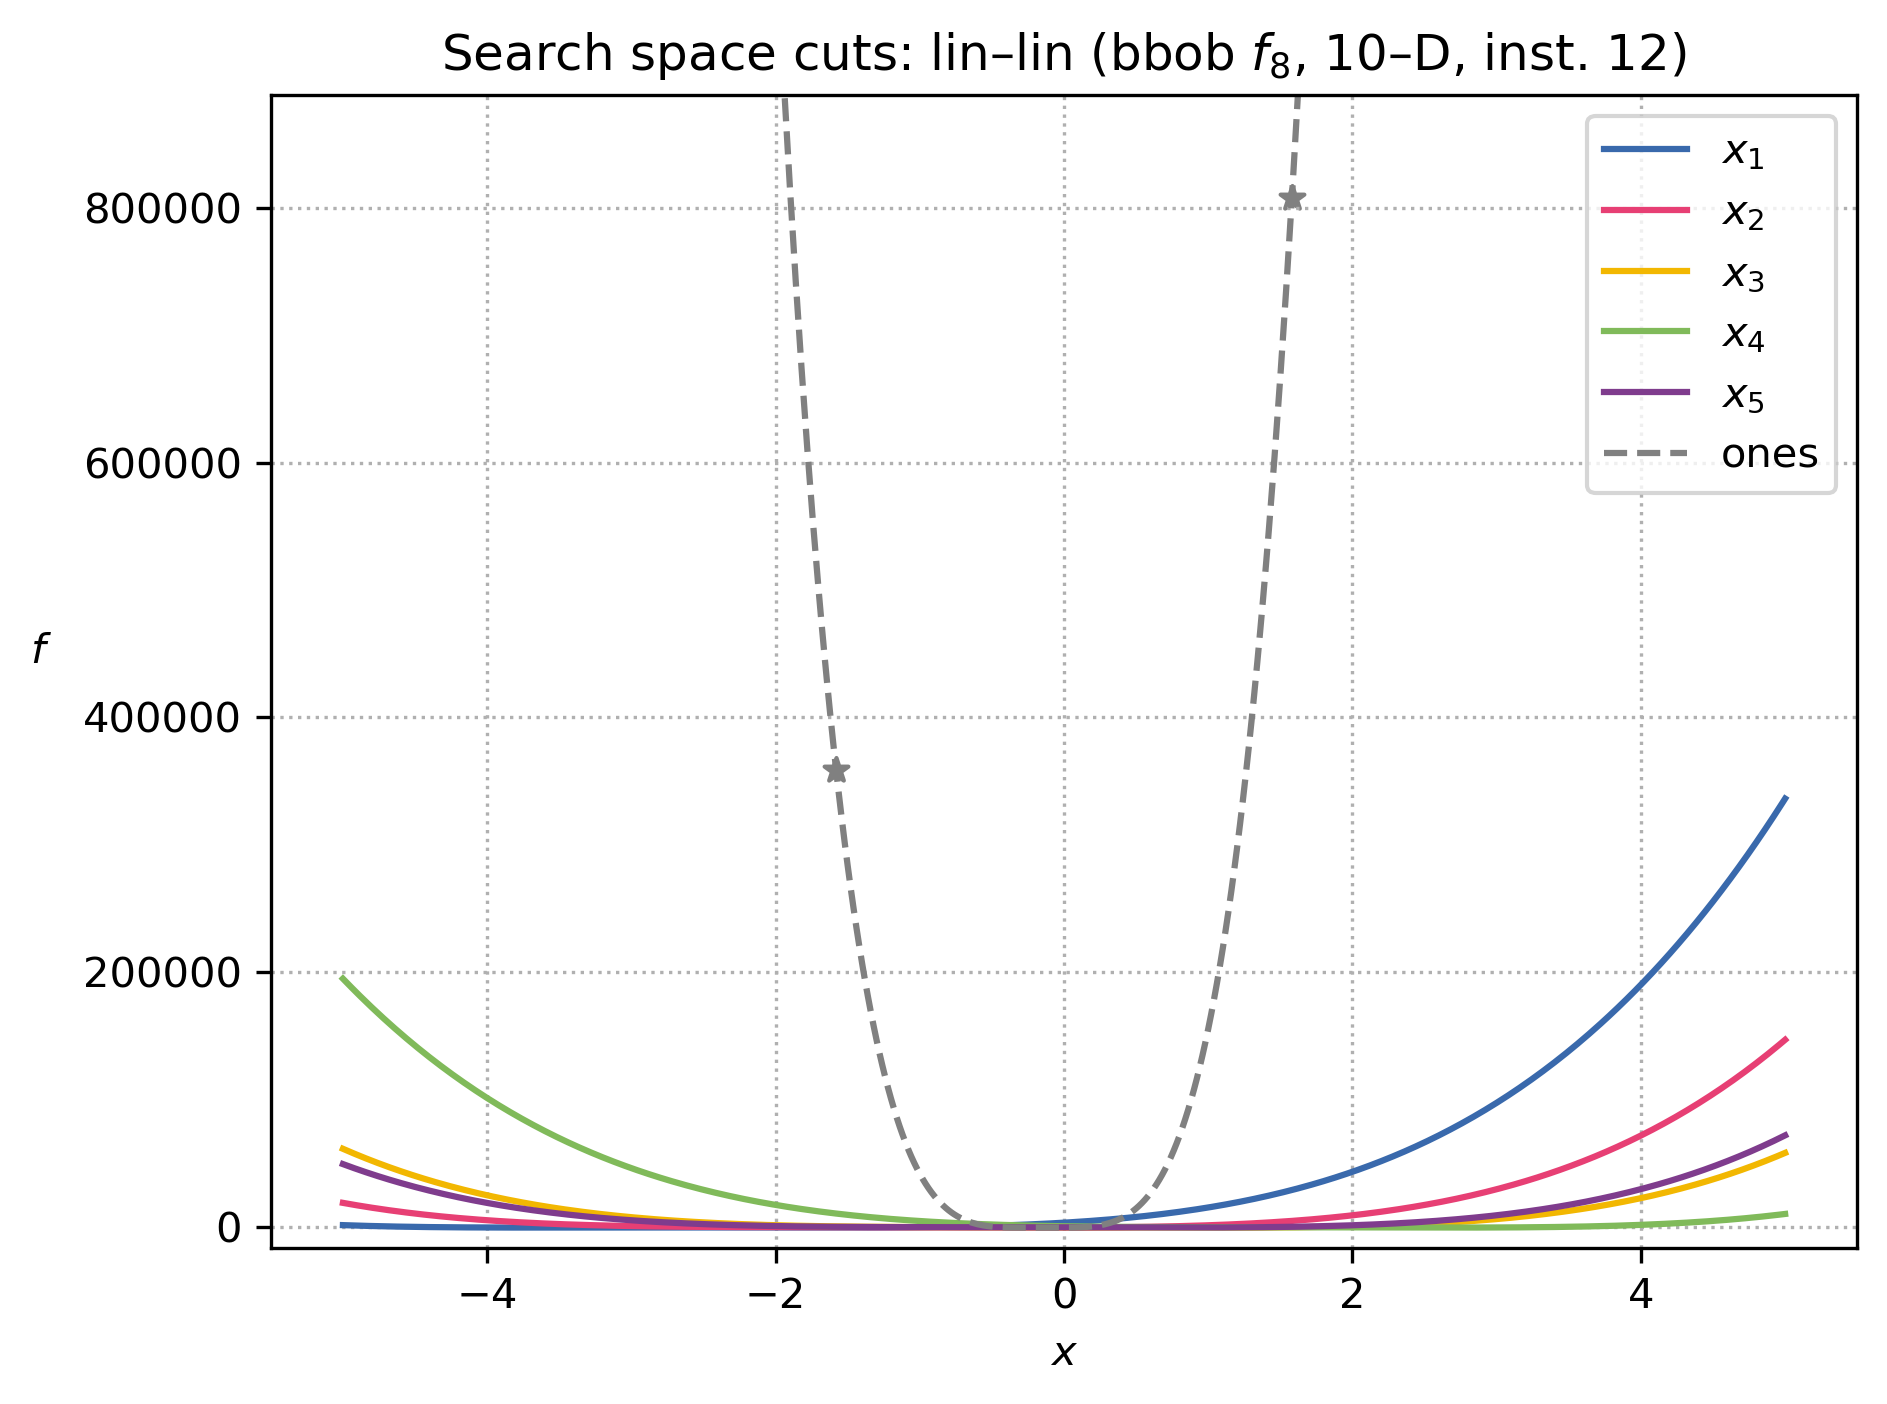 Search space cuts: lin–lin (bbob f₈, 10–D, inst. 12)
x₁
x₂
x₃
x₄
x₅
ones
800000
600000
400000
200000
0
f
−4 −2 0 2 4
x